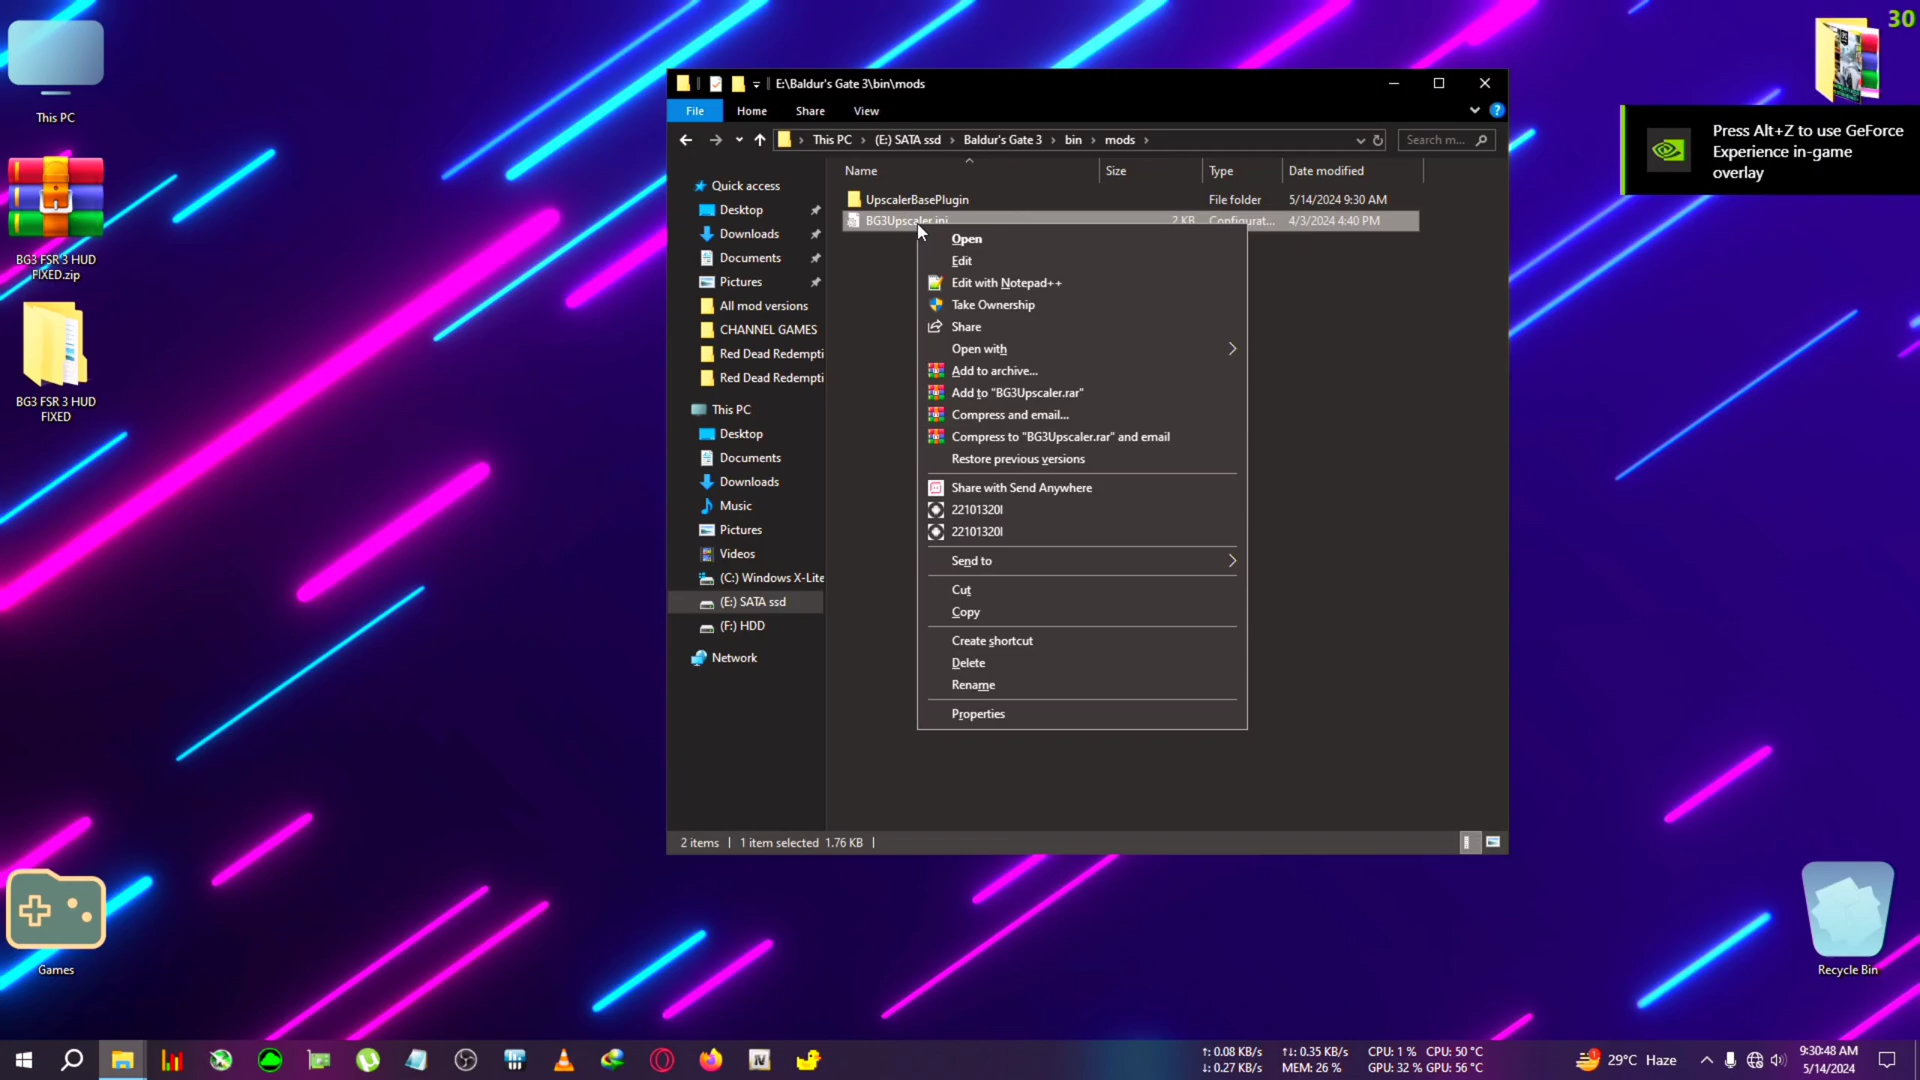 30
This PC
BG3 FSR 3 HUD
FIXED.zip
BG3 FSR 3 HUD
FIXED
Games
Recycle Bin
Press Alt+Z to use GeForce
Experience in-game
overlay
E:\Baldur's Gate 3\bin\mods
File Home Share View
This PC (E:) SATA ssd Baldur's Gate 3 bin mods Search m...
Name Size Type Date modified
UpscalerBasePlugin File folder 5/14/2024 9:30 AM
BG3Upscaler.ini 2 KB Configurat... 4/3/2024 4:40 PM
Quick access
Desktop
Downloads
Documents
Pictures
All mod versions
CHANNEL GAMES
Red Dead Redempti
Red Dead Redempti
This PC
Desktop
Documents
Downloads
Music
Pictures
Videos
(C:) Windows X-Lite
(E:) SATA ssd
(F:) HDD
Network
Open
Edit
Edit with Notepad++
Take Ownership
Share
Open with
Add to archive...
Add to "BG3Upscaler.rar"
Compress and email...
Compress to "BG3Upscaler.rar" and email
Restore previous versions
Share with Send Anywhere
22101320I
22101320I
Send to
Cut
Copy
Create shortcut
Delete
Rename
Properties
2 items 1 item selected 1.76 KB
↑: 0.08 KB/s ↑↓: 0.35 KB/s CPU: 1 % CPU: 50 °C
↓: 0.27 KB/s MEM: 26 % GPU: 32 % GPU: 56 °C
29°C Haze
9:30:48 AM
5/14/2024